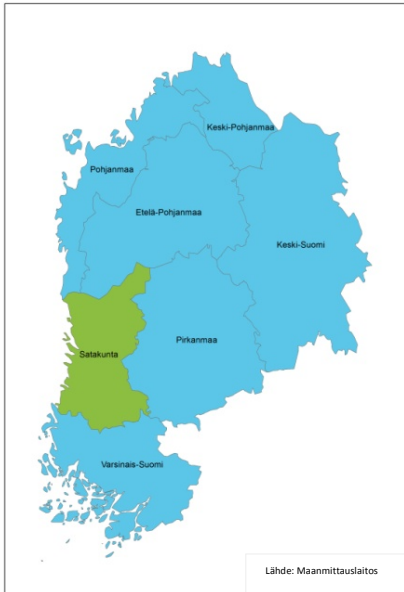 Keski-Pohjanmaa
Pohjanmaa
Etelä-Pohjanmaa
Keski-Suomi
Pirkanmaa
Satakunta
Varsinais-Suomi
Lähde: Maanmittauslaitos